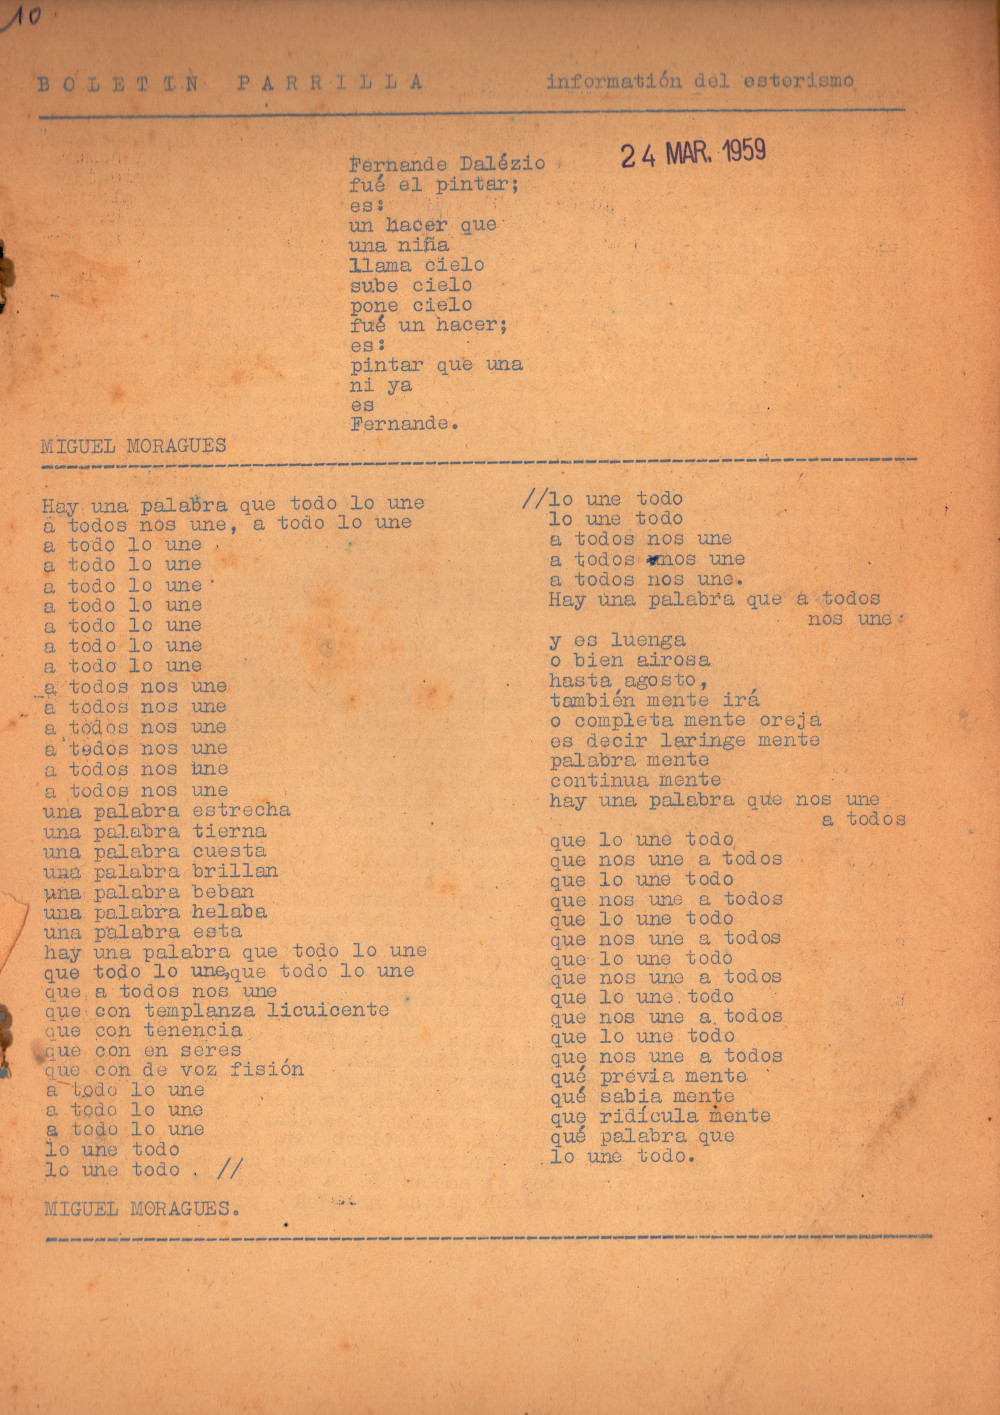 10
BOLETIN PARRILLA informatión del esterismo
24 MAR. 1959
Fernande Dalézio
fué el pintar;
es:
un hacer que
una niña
llama cielo
sube cielo
pone cielo
fué un hacer;
es:
pintar que una
ni ya
es
Fernande.
MIGUEL MORAGUES
Hay una palabra que todo lo une
a todos nos une, a todo lo une
a todo lo une
a todo lo une
a todo lo une
a todo lo une
a todo lo une
a todo lo une
a todo lo une
a todos nos une
a todos nos une
a todos nos une
a todos nos une
a todos nos une
a todos nos une
una palabra estrecha
una palabra tierna
una palabra cuesta
una palabra brillan
una palabra beban
una palabra helaba
una palabra esta
hay una palabra que todo lo une
que todo lo une,que todo lo une
que a todos nos une
que con templanza licuicente
que con tenencia
que con en seres
que con de voz fisión
a todo lo une
a todo lo une
a todo lo une
lo une todo
lo une todo . //
//lo une todo
lo une todo
a todos nos une
a todos nos une
a todos nos une.
Hay una palabra que a todos
nos une
y es luenga
o bien airosa
hasta agosto,
también mente irá
o completa mente oreja
es decir laringe mente
palabra mente
continua mente
hay una palabra que nos une
a todos
que lo une todo
que nos une a todos
que lo une todo
que nos une a todos
que lo une todo
que nos une a todos
que lo une todo
que nos une a todos
que lo une todo
que nos une a todos
que lo une todo
que nos une a todos
qué previa mente
qué sabia mente
que ridícula mente
qué palabra que
lo une todo.
MIGUEL MORAGUES.